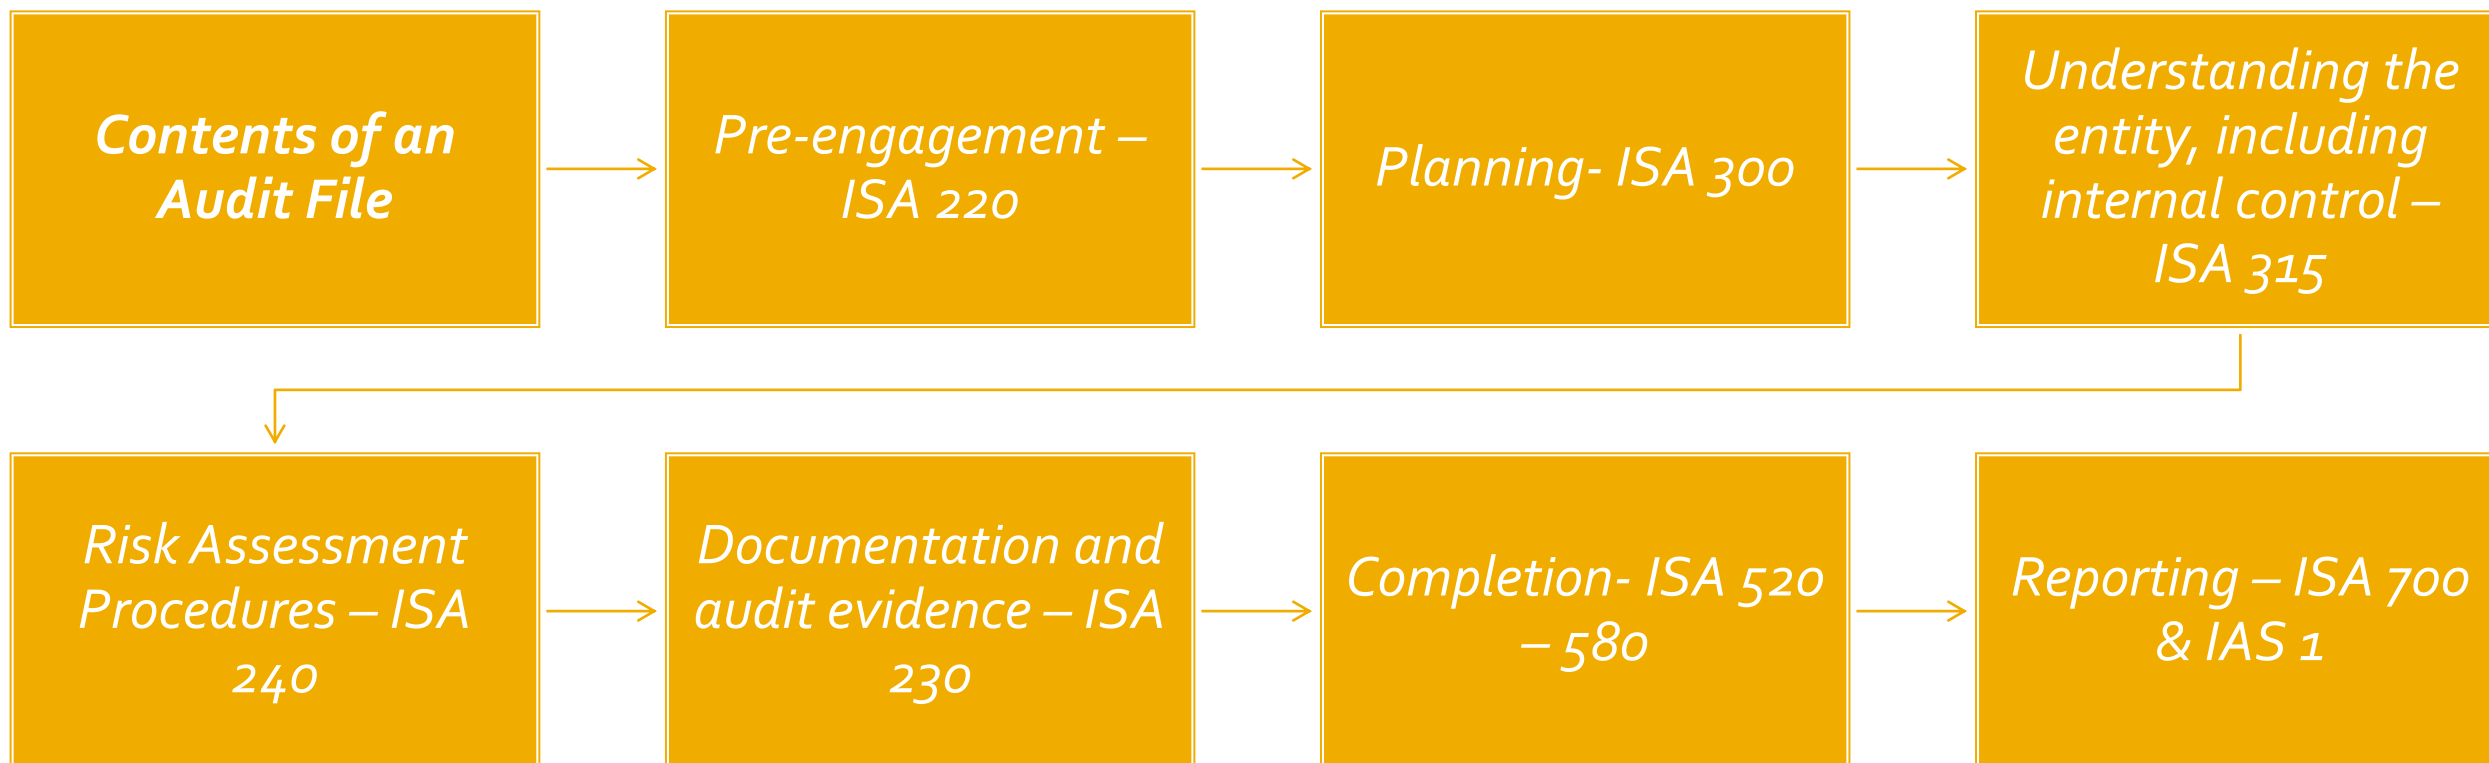 Contents of an
Audit File
Pre-engagement –
ISA 220
Planning- ISA 300
Understanding the
entity, including
internal control –
ISA 315
Risk Assessment
Procedures – ISA
240
Documentation and
audit evidence – ISA
230
Completion- ISA 520
– 580
Reporting – ISA 700
& IAS 1